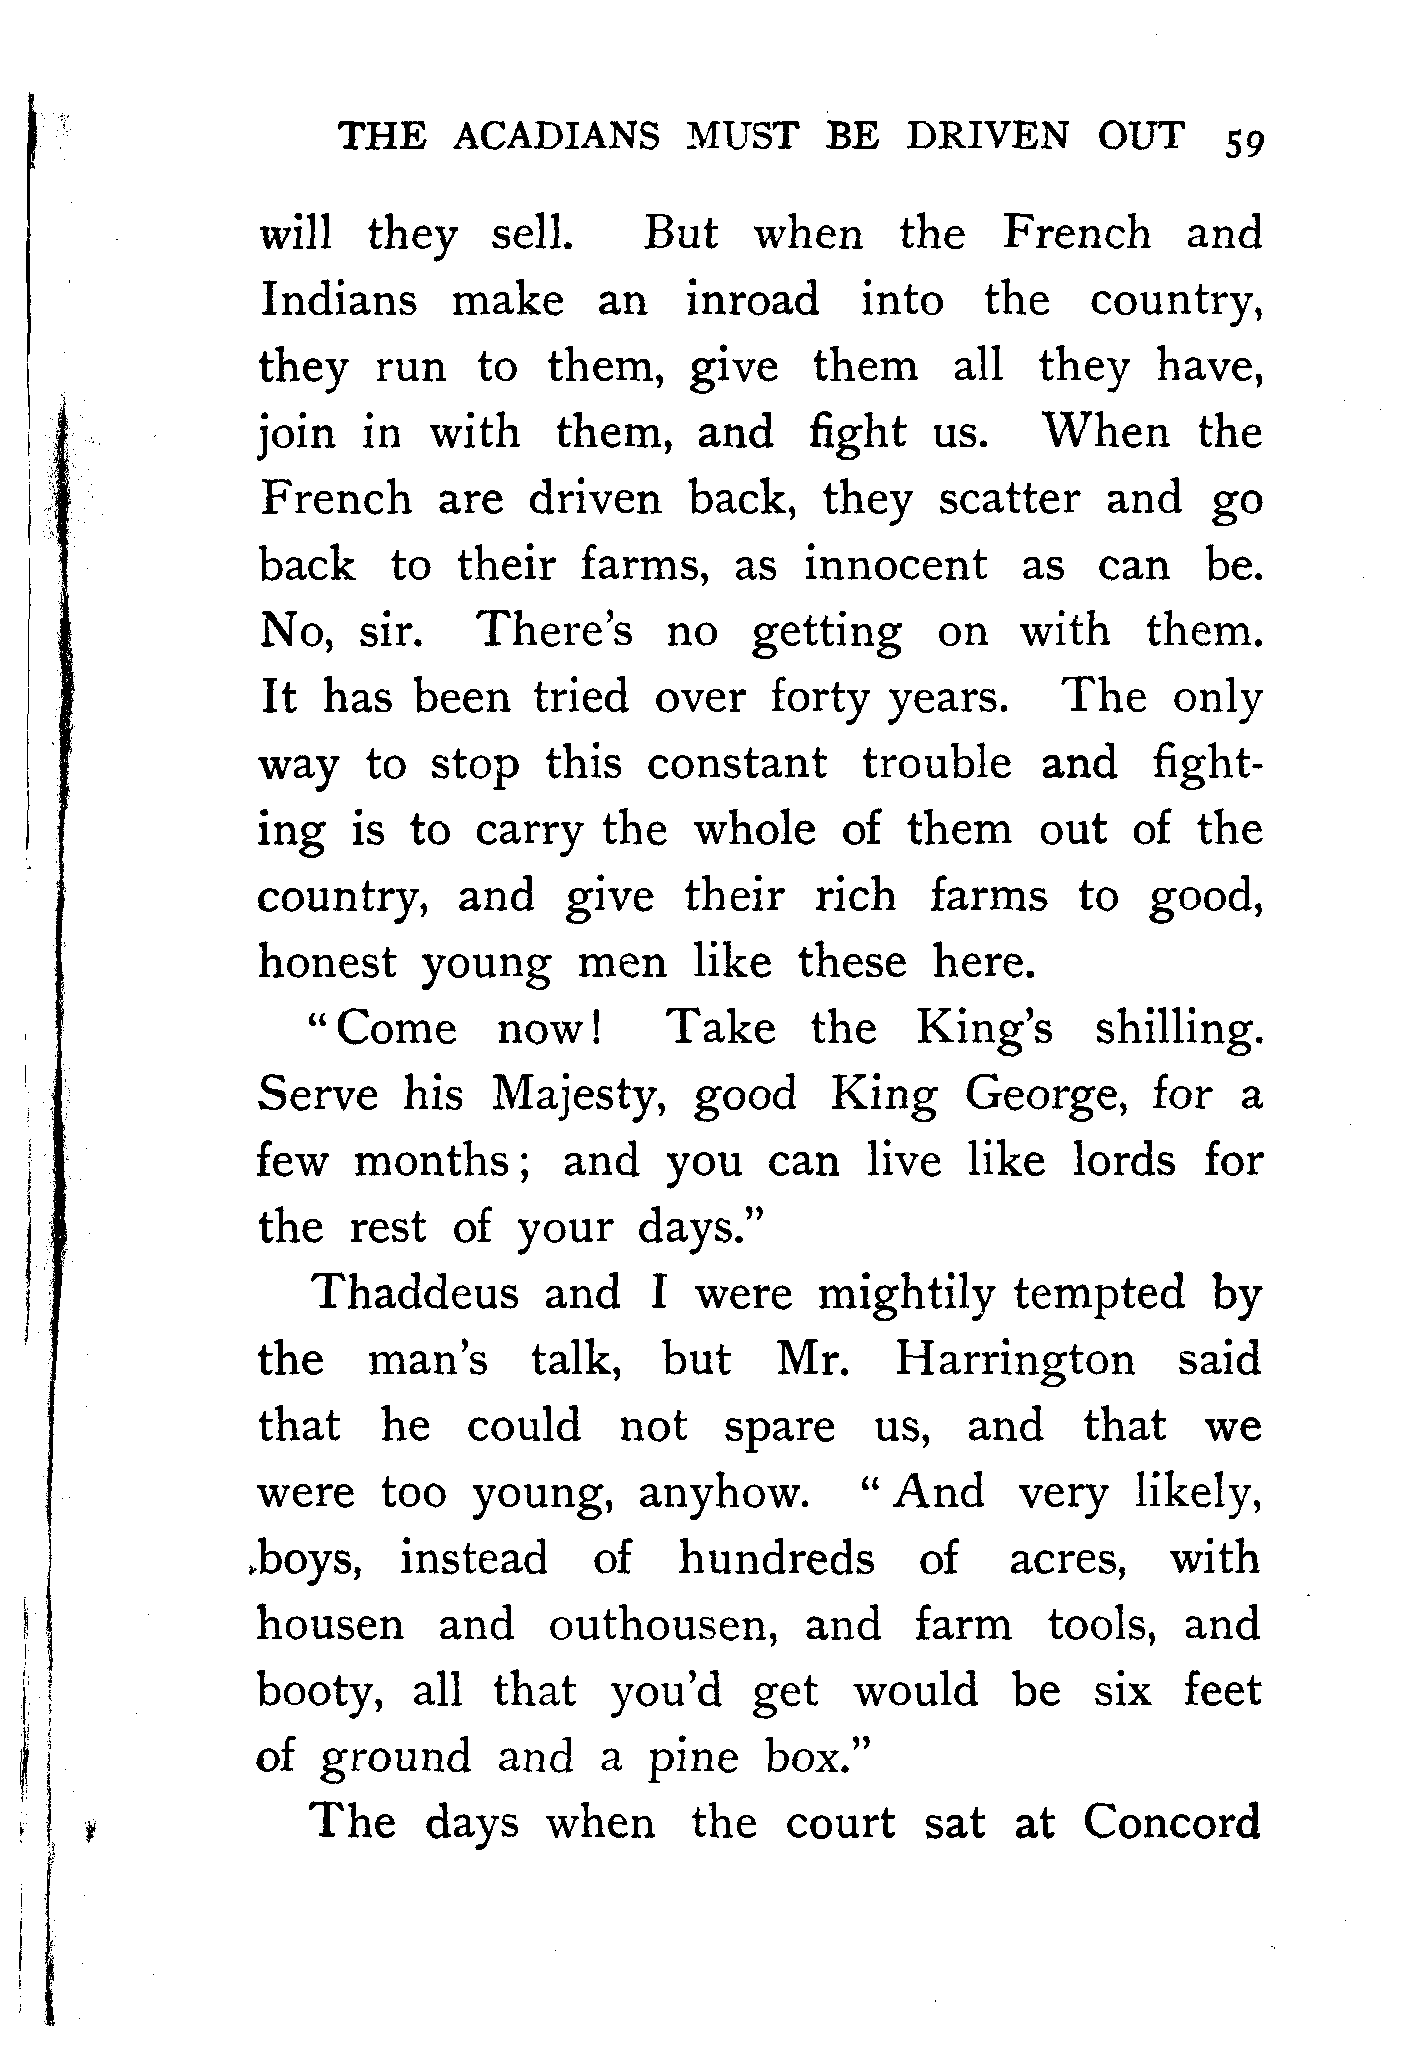 THE ACADIANS MUST BE DRIVEN OUT 59
will they sell. But when the French and
Indians make an inroad into the country,
they run to them, give them all they have,
join in with them, and fight us. When the
French are driven back, they scatter and go
back to their farms, as innocent as can be.
No, sir. There's no getting on with them.
It has been tried over forty years. The only
way to stop this constant trouble and fight-
ing is to carry the whole of them out of the
country, and give their rich farms to good,
honest young men like these here.
"Come now! Take the King's shilling.
Serve his Majesty, good King George, for a
few months; and you can live like lords for
the rest of your days."
Thaddeus and I were mightily tempted by
the man's talk, but Mr. Harrington said
that he could not spare us, and that we
were too young, anyhow. "And very likely,
boys, instead of hundreds of acres, with
housen and outhousen, and farm tools, and
booty, all that you'd get would be six feet
of ground and a pine box."
The days when the court sat at Concord